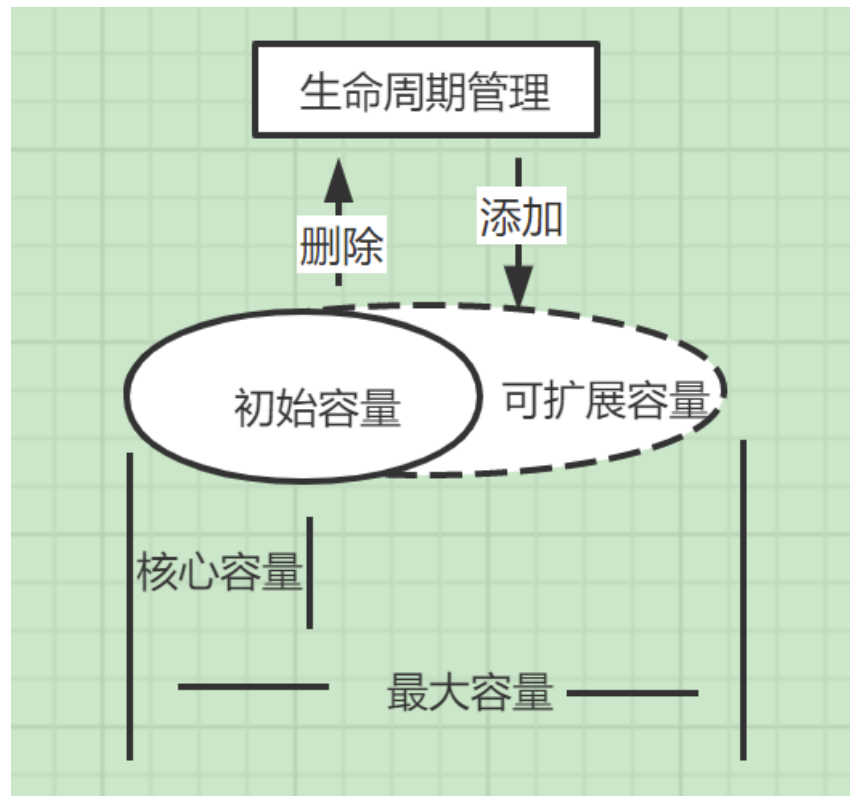 生命周期管理
删除
添加
初始容量
可扩展容量
核心容量
最大容量